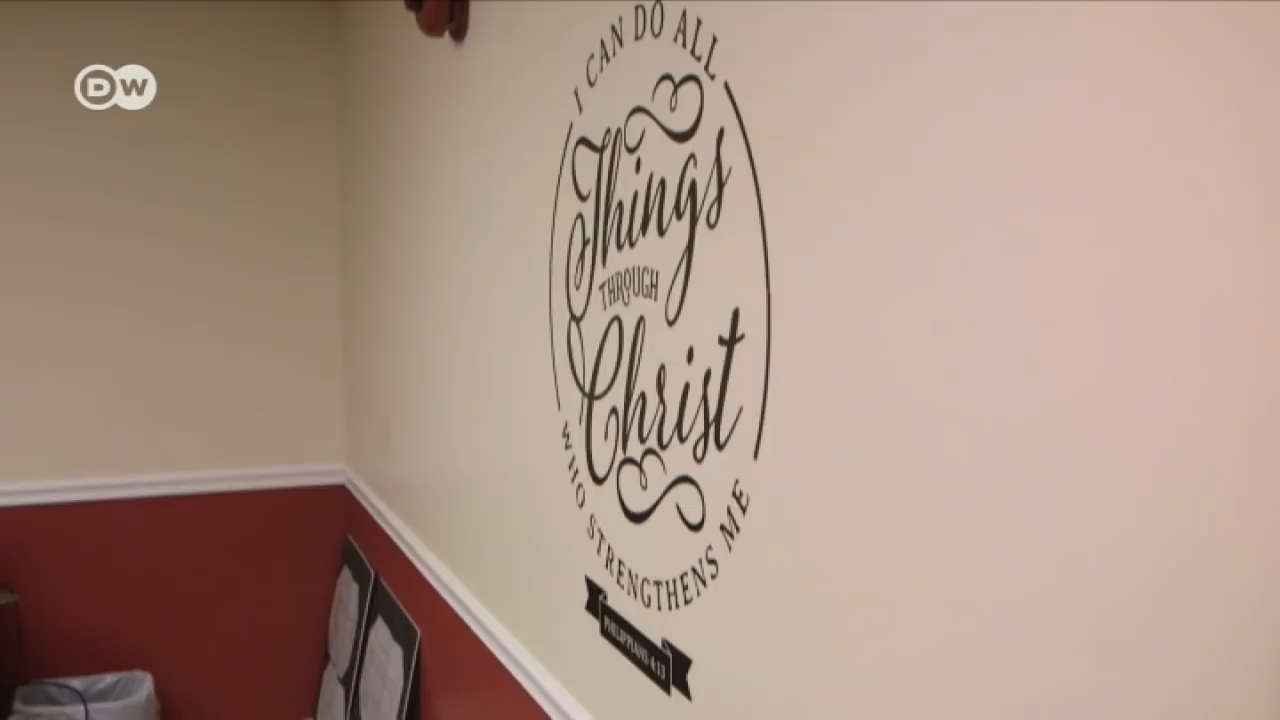 DW
I CAN DO ALL
Things
THROUGH
Christ
WHO STRENGTHENS ME
PHILIPPIANS 4:13